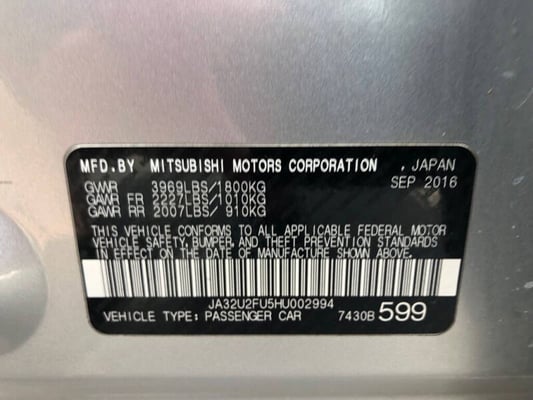 MFD.BY MITSUBISHI MOTORS CORPORATION , JAPAN
GVWR 3969LBS/1800KG SEP 2016
GAWR FR 2227LBS/1010KG
GAWR RR 2007LBS/ 910KG
THIS VEHICLE CONFORMS TO ALL APPLICABLE FEDERAL MOTOR
VEHICLE SAFETY, BUMPER, AND THEFT PREVENTION STANDARDS
IN EFFECT ON THE DATE OF MANUFACTURE SHOWN ABOVE.
JA32U2FU5HU002994
VEHICLE TYPE: PASSENGER CAR 7430B 599